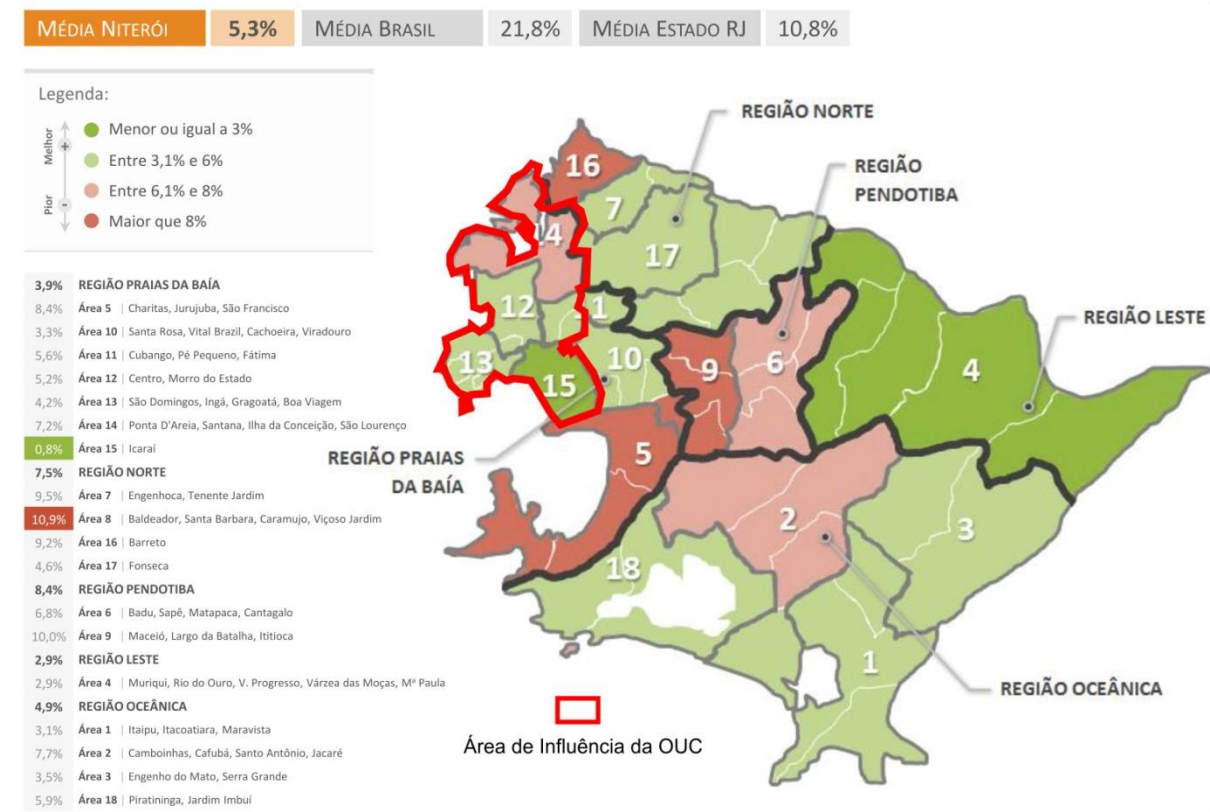 MÉDIA NITERÓI 5,3% MÉDIA BRASIL 21,8% MÉDIA ESTADO RJ 10,8%
Legenda:
Melhor
+
Pior
-
Menor ou igual a 3%
Entre 3,1% e 6%
Entre 6,1% e 8%
Maior que 8%
3,9% REGIÃO PRAIAS DA BAÍA
8,4% Área 5 | Charitas, Jurujuba, São Francisco
3,3% Área 10 | Santa Rosa, Vital Brazil, Cachoeira, Viradouro
5,6% Área 11 | Cubango, Pé Pequeno, Fátima
5,2% Área 12 | Centro, Morro do Estado
4,2% Área 13 | São Domingos, Ingá, Gragoatá, Boa Viagem
7,2% Área 14 | Ponta D'Areia, Santana, Ilha da Conceição, São Lourenço
0,8% Área 15 | Icaraí
7,5% REGIÃO NORTE
9,5% Área 7 | Engenhoca, Tenente Jardim
10,9% Área 8 | Baldeador, Santa Barbara, Caramujo, Viçoso Jardim
9,2% Área 16 | Barreto
4,6% Área 17 | Fonseca
8,4% REGIÃO PENDOTIBA
6,8% Área 6 | Badu, Sapê, Matapaca, Cantagalo
10,0% Área 9 | Maceió, Largo da Batalha, Ititioca
2,9% REGIÃO LESTE
2,9% Área 4 | Muriqui, Rio do Ouro, V. Progresso, Várzea das Moças, Mª Paula
4,9% REGIÃO OCEÂNICA
3,1% Área 1 | Itaipu, Itacoatiara, Maravista
7,7% Área 2 | Camboinhas, Cafubá, Santo Antônio, Jacaré
3,5% Área 3 | Engenho do Mato, Serra Grande
5,9% Área 18 | Piratininga, Jardim Imbuí
REGIÃO NORTE
REGIÃO
PENDOTIBA
REGIÃO LESTE
REGIÃO PRAIAS
DA BAÍA
REGIÃO OCEÂNICA
16
7
14
17
12
1
13
15
10
9
6
4
5
2
3
18
1
Área de Influência da OUC